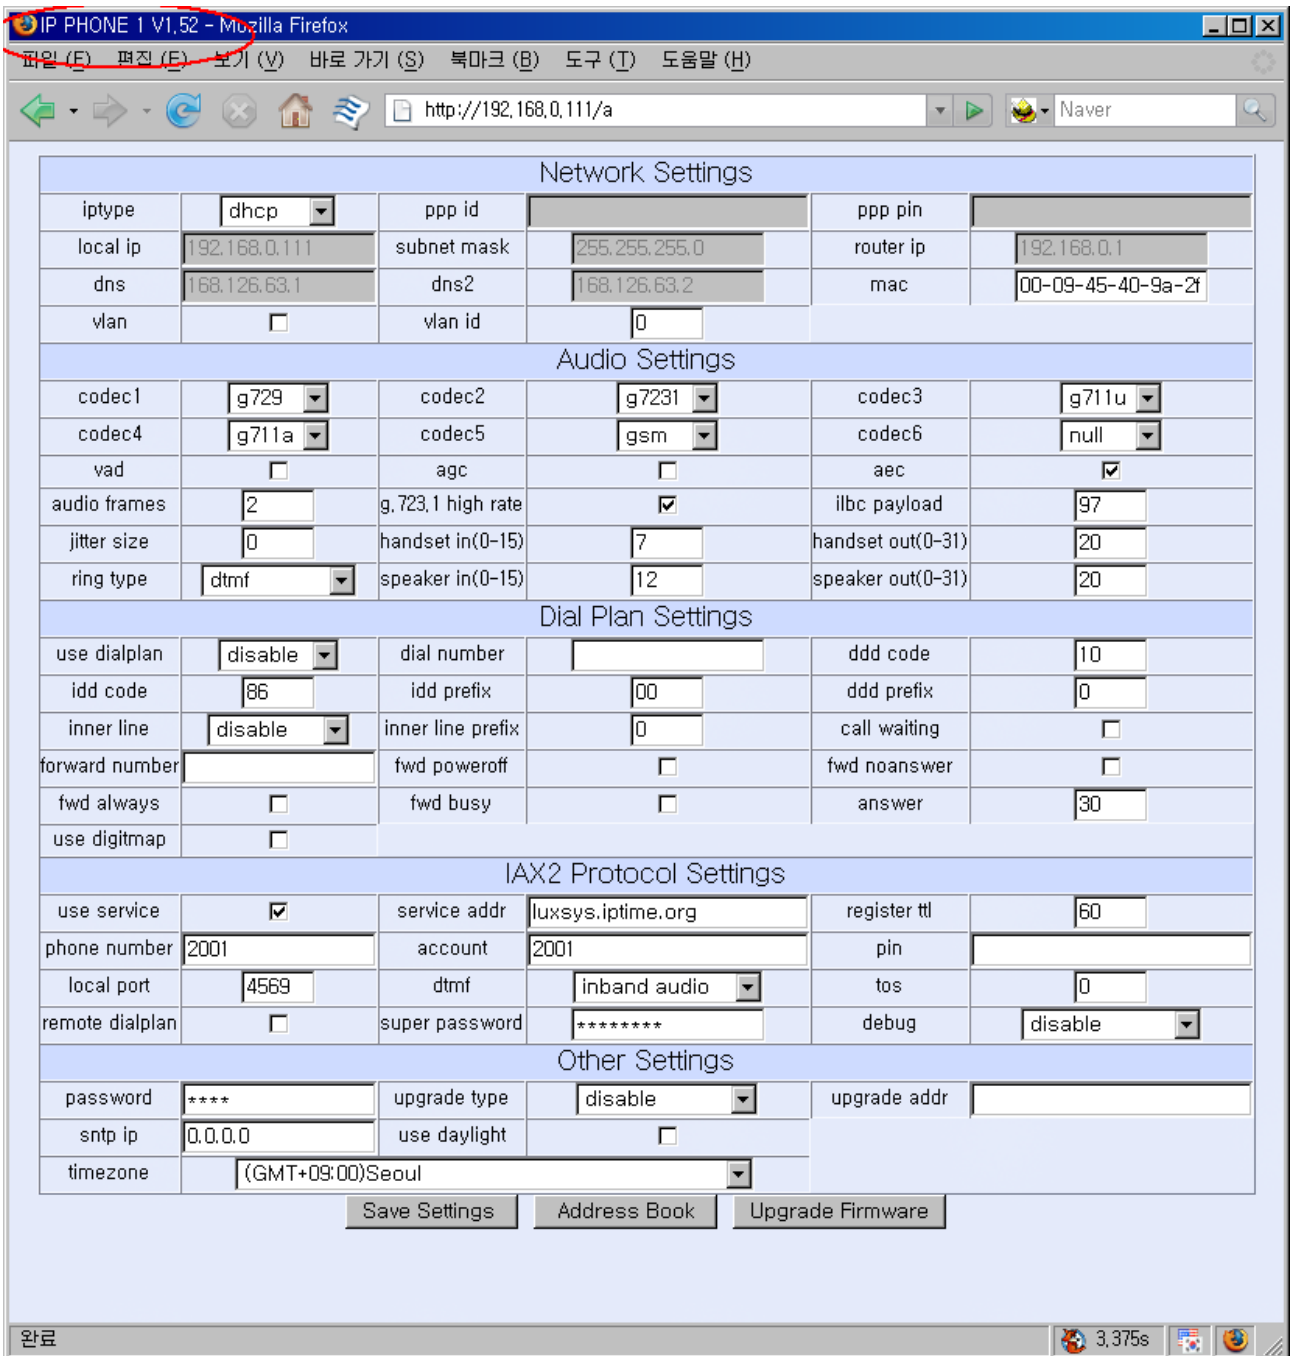 IP PHONE 1 V1,52 - Mozilla Firefox
파일 (F) 편집 (E) 보기 (V) 바로 가기 (S) 북마크 (B) 도구 (T) 도움말 (H)
http://192,168,0,111/a Naver
Network Settings
iptype dhcp ppp id ppp pin
local ip 192.168.0.111 subnet mask 255.255.255.0 router ip 192.168.0.1
dns 168.126.63.1 dns2 168.126.63.2 mac 00-09-45-40-9a-2f
vlan vlan id 0
Audio Settings
codec1 g729 codec2 g7231 codec3 g711u
codec4 g711a codec5 gsm codec6 null
vad agc aec
audio frames 2 g,723,1 high rate ilbc payload 97
jitter size 0 handset in(0-15) 7 handset out(0-31) 20
ring type dtmf speaker in(0-15) 12 speaker out(0-31) 20
Dial Plan Settings
use dialplan disable dial number ddd code 10
idd code 86 idd prefix 00 ddd prefix 0
inner line disable inner line prefix 0 call waiting
forward number fwd poweroff fwd noanswer
fwd always fwd busy answer 30
use digitmap
IAX2 Protocol Settings
use service service addr luxsys.iptime.org register ttl 60
phone number 2001 account 2001 pin
local port 4569 dtmf inband audio tos 0
remote dialplan super password ******** debug disable
Other Settings
password **** upgrade type disable upgrade addr
sntp ip 0.0.0.0 use daylight
timezone (GMT+09:00)Seoul
Save Settings Address Book Upgrade Firmware
완료 3,375s